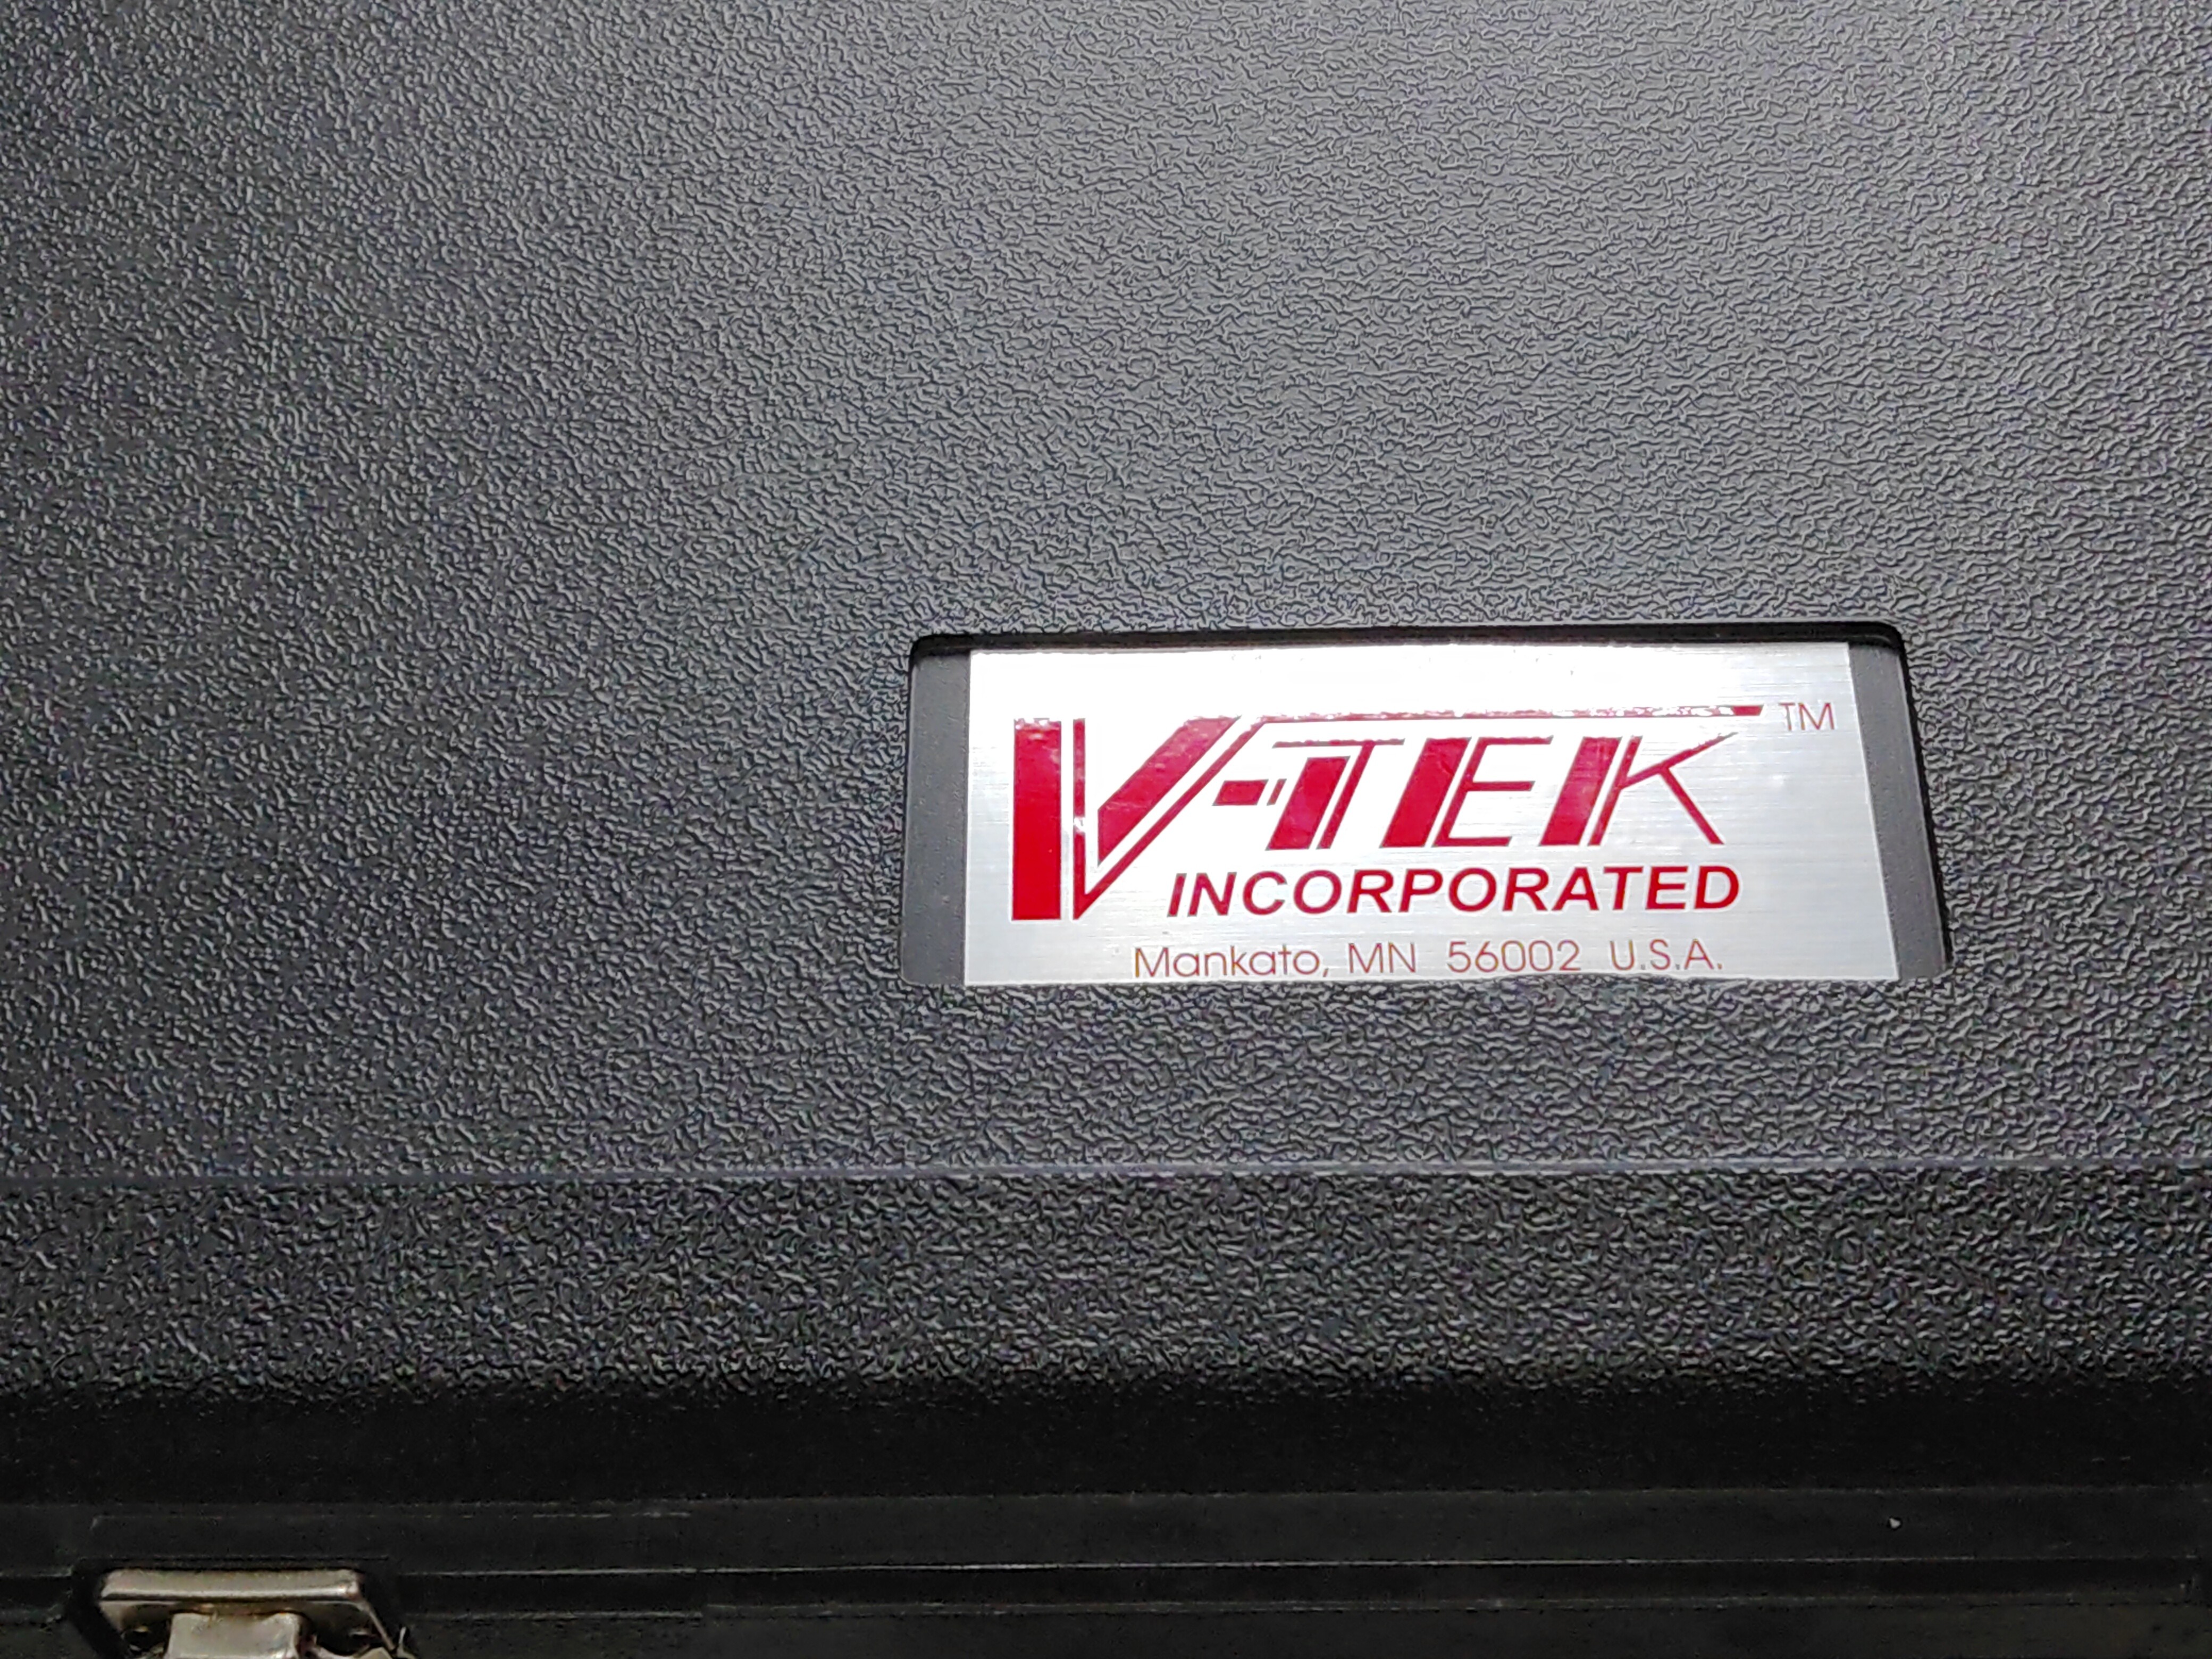 V-TEK™
INCORPORATED
Mankato, MN 56002 U.S.A.